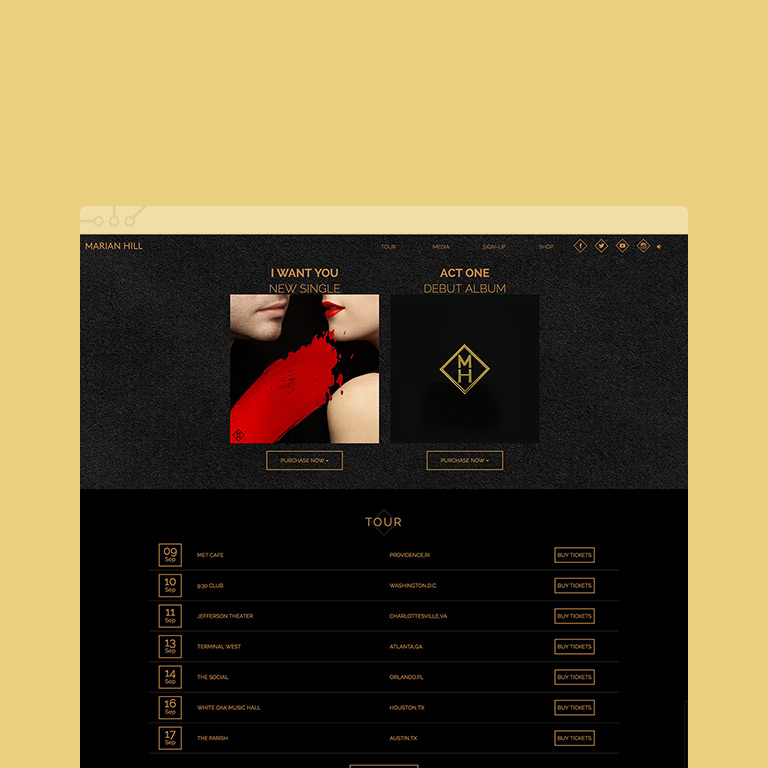 MARIAN HILL
TOUR MEDIA SIGN-UP SHOP
I WANT YOU
NEW SINGLE
ACT ONE
DEBUT ALBUM
M
H
PURCHASE NOW
PURCHASE NOW
TOUR
09 Sep MET CAFE PROVIDENCE,RI BUY TICKETS
10 Sep 9:30 CLUB WASHINGTON,D.C. BUY TICKETS
11 Sep JEFFERSON THEATER CHARLOTTESVILLE,VA BUY TICKETS
13 Sep TERMINAL WEST ATLANTA,GA BUY TICKETS
14 Sep THE SOCIAL ORLANDO,FL BUY TICKETS
16 Sep WHITE OAK MUSIC HALL HOUSTON,TX BUY TICKETS
17 Sep THE PARISH AUSTIN,TX BUY TICKETS